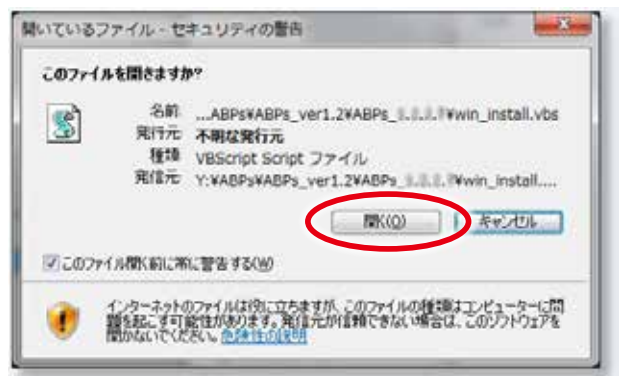 開いているファイル - セキュリティの警告
このファイルを開きますか?
名前 ...ABPs¥ABPs_ver1.2¥ABPs_ ¥win_install.vbs
発行元 不明な発行元
種類 VBScript Script ファイル
発信元 Y:¥ABPs¥ABPs_ver1.2¥ABPs_ ¥win_install....
開く(O) キャンセル
このファイル開く前に常に警告する(W)
インターネットのファイルは役に立ちますが、このファイルの種類はコンピューターに問
題を起こす可能性があります。発信元が信頼できない場合は、このソフトウェアを
開かないでください。危険性の説明